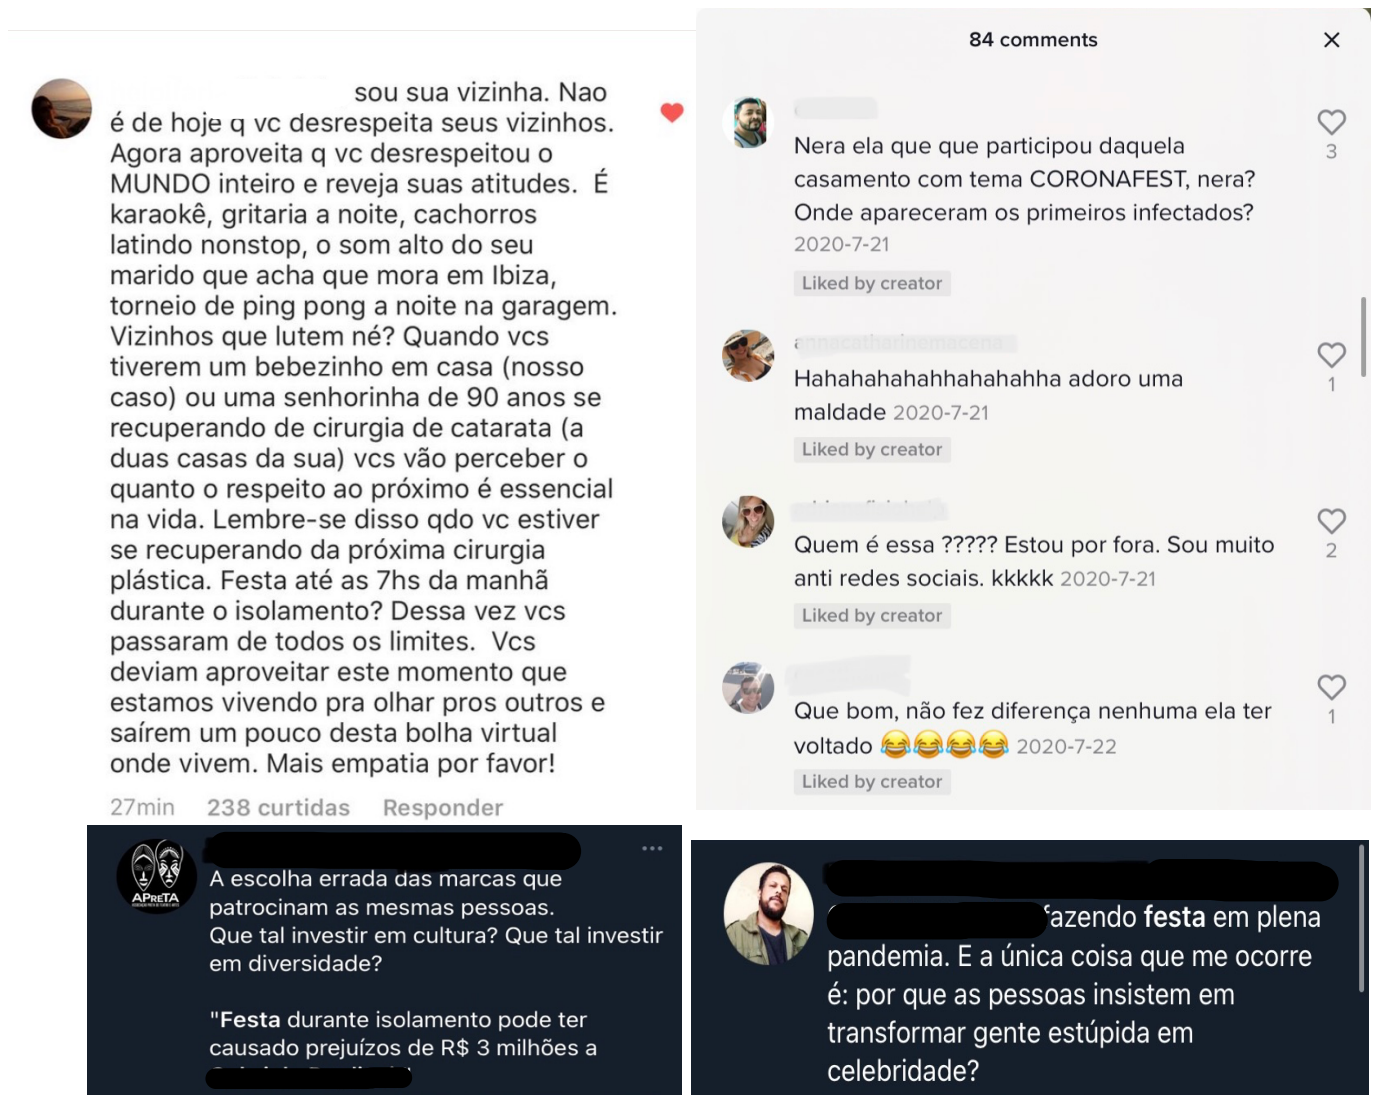 sou sua vizinha. Nao
é de hoje q vc desrespeita seus vizinhos.
Agora aproveita q vc desrespeitou o
MUNDO inteiro e reveja suas atitudes. É
karaokê, gritaria a noite, cachorros
latindo nonstop, o som alto do seu
marido que acha que mora em Ibiza,
torneio de ping pong a noite na garagem.
Vizinhos que lutem né? Quando vcs
tiverem um bebezinho em casa (nosso
caso) ou uma senhorinha de 90 anos se
recuperando de cirurgia de catarata (a
duas casas da sua) vcs vão perceber o
quanto o respeito ao próximo é essencial
na vida. Lembre-se disso qdo vc estiver
se recuperando da próxima cirurgia
plástica. Festa até as 7hs da manhã
durante o isolamento? Dessa vez vcs
passaram de todos os limites. Vcs
deviam aproveitar este momento que
estamos vivendo pra olhar pros outros e
saírem um pouco desta bolha virtual
onde vivem. Mais empatia por favor!
27min 238 curtidas Responder
84 comments
Nera ela que que participou daquela
casamento com tema CORONAFEST, nera?
Onde apareceram os primeiros infectados?
2020-7-21
3
Liked by creator
Hahahahahahhahahahha adoro uma
maldade 2020-7-21
1
Liked by creator
Quem é essa ????? Estou por fora. Sou muito
anti redes sociais. kkkkk 2020-7-21
2
Liked by creator
Que bom, não fez diferença nenhuma ela ter
voltado 😂😂😂😂 2020-7-22
1
Liked by creator
APreTA
A escolha errada das marcas que
patrocinam as mesmas pessoas.
Que tal investir em cultura? Que tal investir
em diversidade?
"Festa durante isolamento pode ter
causado prejuízos de R$ 3 milhões a
fazendo festa em plena
pandemia. E a única coisa que me ocorre
é: por que as pessoas insistem em
transformar gente estúpida em
celebridade?